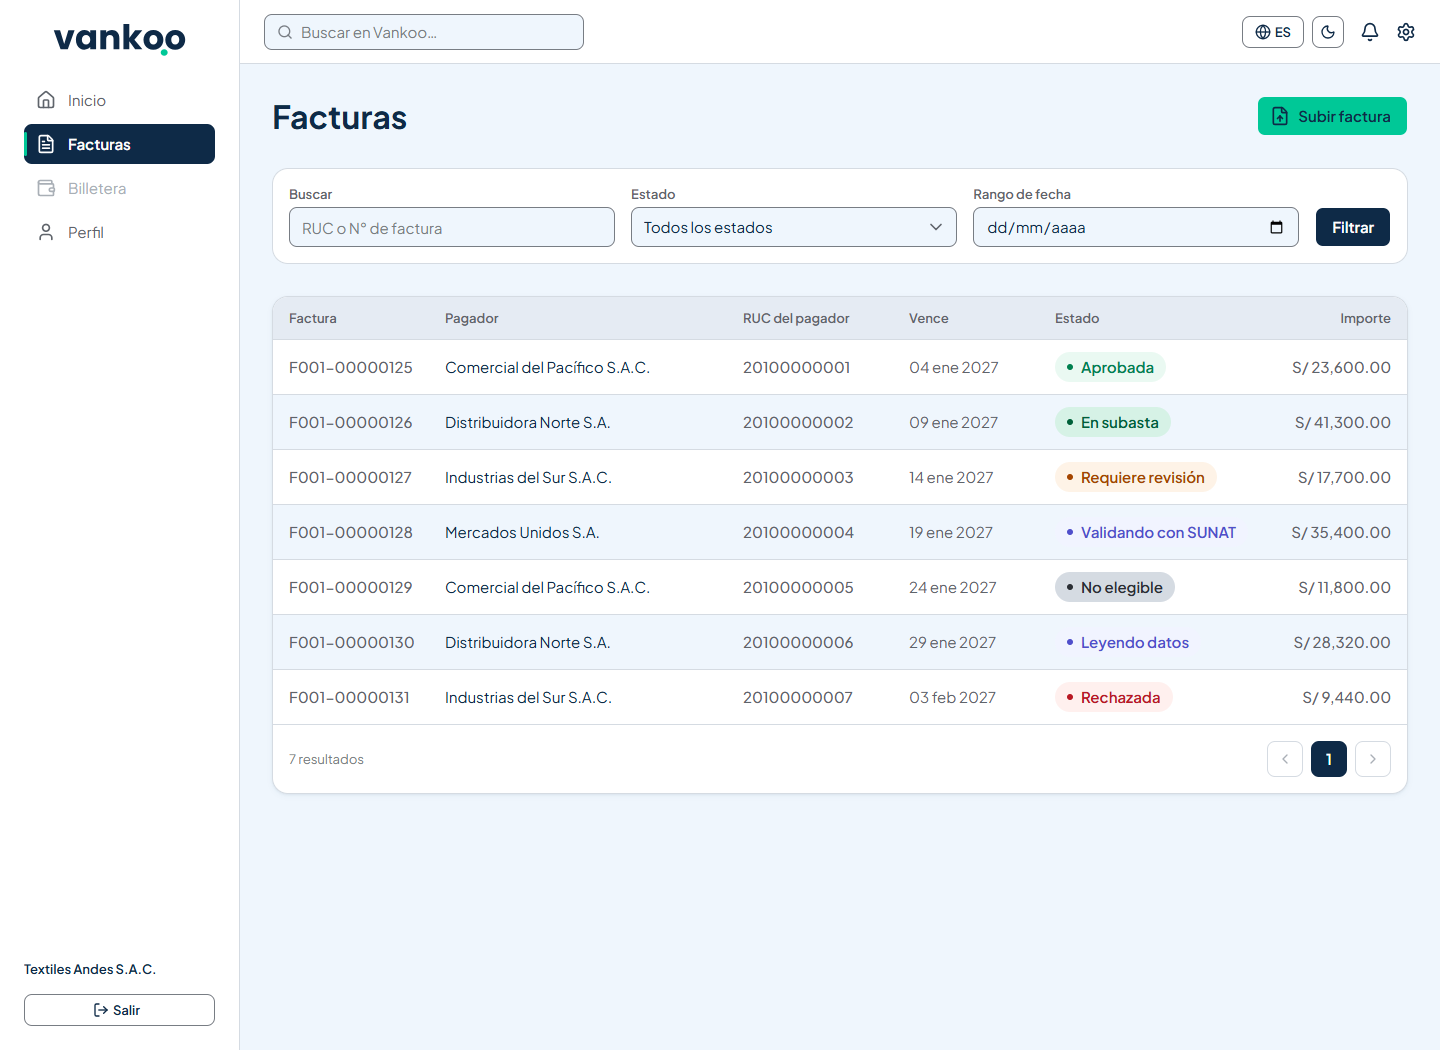 vankoo
Buscar en Vankoo...
ES
Inicio
Facturas
Billetera
Perfil
Facturas
Subir factura
Buscar
Estado
Rango de fecha
RUC o N° de factura
Todos los estados
dd/mm/aaaa
Filtrar
Factura Pagador RUC del pagador Vence Estado Importe
F001-00000125 Comercial del Pacífico S.A.C. 20100000001 04 ene 2027 Aprobada S/ 23,600.00
F001-00000126 Distribuidora Norte S.A. 20100000002 09 ene 2027 En subasta S/ 41,300.00
F001-00000127 Industrias del Sur S.A.C. 20100000003 14 ene 2027 Requiere revisión S/ 17,700.00
F001-00000128 Mercados Unidos S.A. 20100000004 19 ene 2027 Validando con SUNAT S/ 35,400.00
F001-00000129 Comercial del Pacífico S.A.C. 20100000005 24 ene 2027 No elegible S/ 11,800.00
F001-00000130 Distribuidora Norte S.A. 20100000006 29 ene 2027 Leyendo datos S/ 28,320.00
F001-00000131 Industrias del Sur S.A.C. 20100000007 03 feb 2027 Rechazada S/ 9,440.00
7 resultados
1
Textiles Andes S.A.C.
Salir